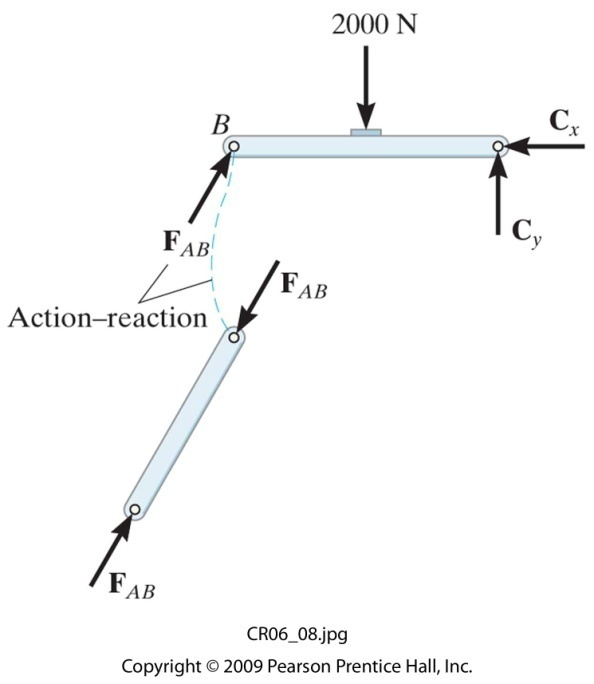 2000 N
B
Cx
FAB
Cy
FAB
Action–reaction
FAB
CR06_08.jpg
Copyright © 2009 Pearson Prentice Hall, Inc.